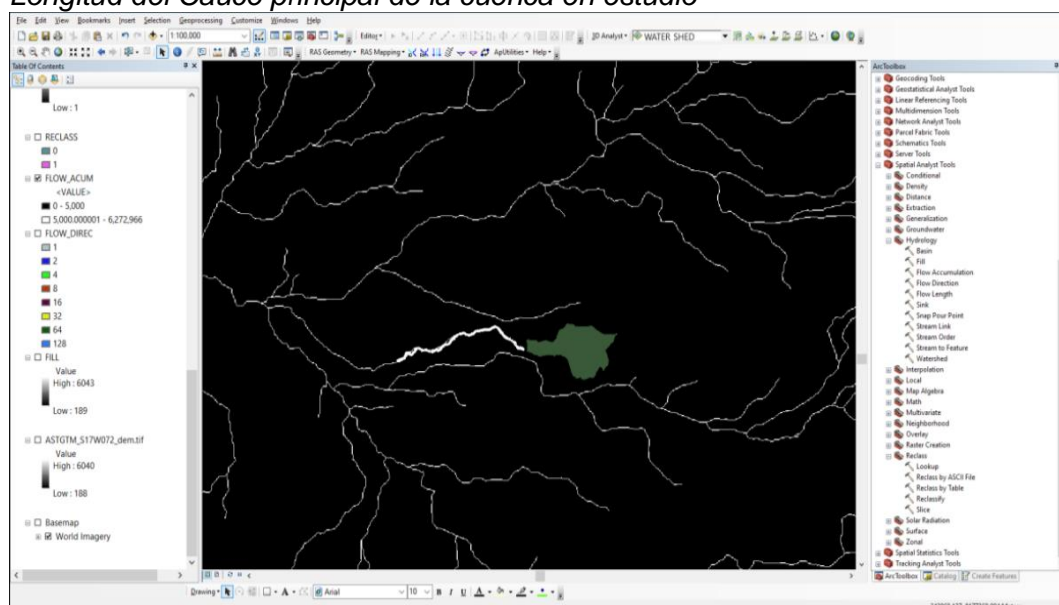 Longitud del Cauce principal de la cuenca en estudio
File Edit View Bookmarks Insert Selection Geoprocessing Customize Windows Help
1:100,000
Editor
3D Analyst
WATER SHED
RAS Geometry RAS Mapping ApUtilities Help
Table Of Contents
Low : 1
RECLASS
0
1
FLOW_ACUM
<VALUE>
0 - 5,000
5,000.000001 - 6,272,966
FLOW_DIREC
1
2
4
8
16
32
64
128
FILL
Value
High : 6043
Low : 189
ASTGTM_S17W072_dem.tif
Value
High : 6040
Low : 188
Basemap
World Imagery
ArcToolbox
Geocoding Tools
Geostatistical Analyst Tools
Linear Referencing Tools
Multidimension Tools
Network Analyst Tools
Parcel Fabric Tools
Schematics Tools
Server Tools
Spatial Analyst Tools
Conditional
Density
Distance
Extraction
Generalization
Groundwater
Hydrology
Basin
Fill
Flow Accumulation
Flow Direction
Flow Length
Sink
Snap Pour Point
Stream Link
Stream Order
Stream to Feature
Watershed
Interpolation
Local
Map Algebra
Math
Multivariate
Neighborhood
Overlay
Raster Creation
Reclass
Lookup
Reclass by ASCII File
Reclass by Table
Reclassify
Slice
Solar Radiation
Surface
Zonal
Spatial Statistics Tools
Tracking Analyst Tools
ArcToolbox Catalog Create Features
Drawing A Arial 10 B I U A